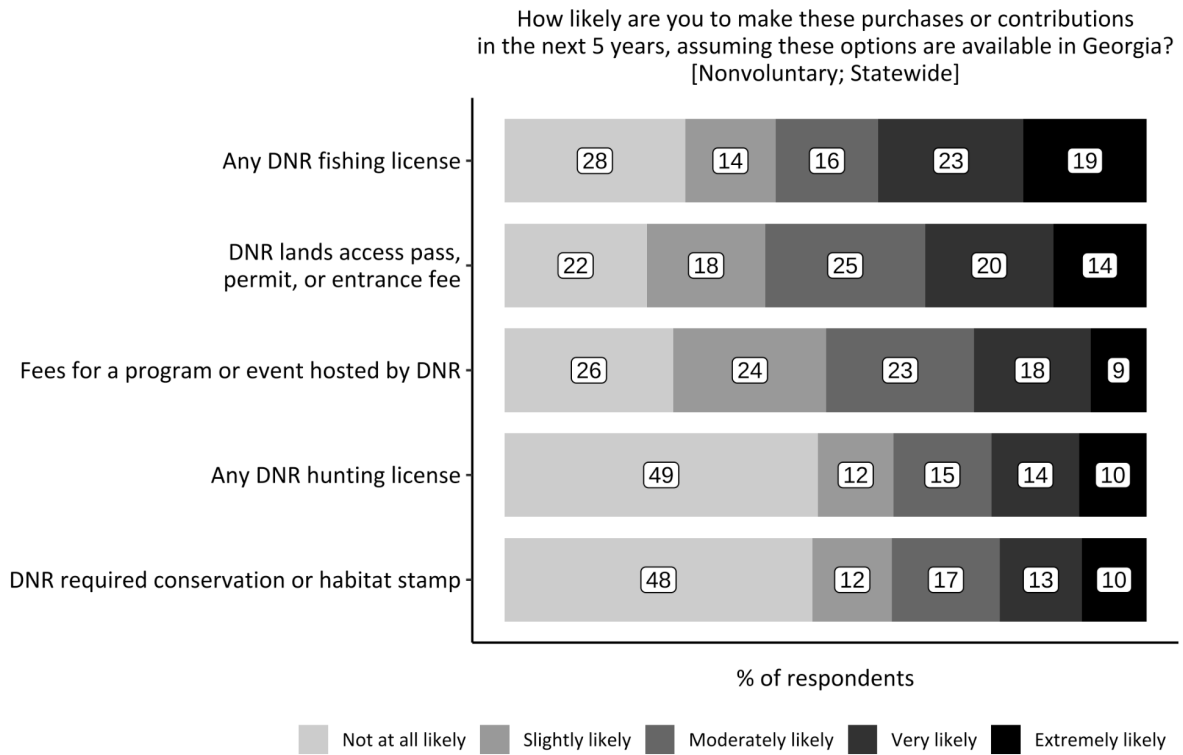 How likely are you to make these purchases or contributions
in the next 5 years, assuming these options are available in Georgia?
[Nonvoluntary; Statewide]
Any DNR fishing license
28 14 16 23 19
DNR lands access pass,
permit, or entrance fee
22 18 25 20 14
Fees for a program or event hosted by DNR
26 24 23 18 9
Any DNR hunting license
49 12 15 14 10
DNR required conservation or habitat stamp
48 12 17 13 10
% of respondents
Not at all likely Slightly likely Moderately likely Very likely Extremely likely